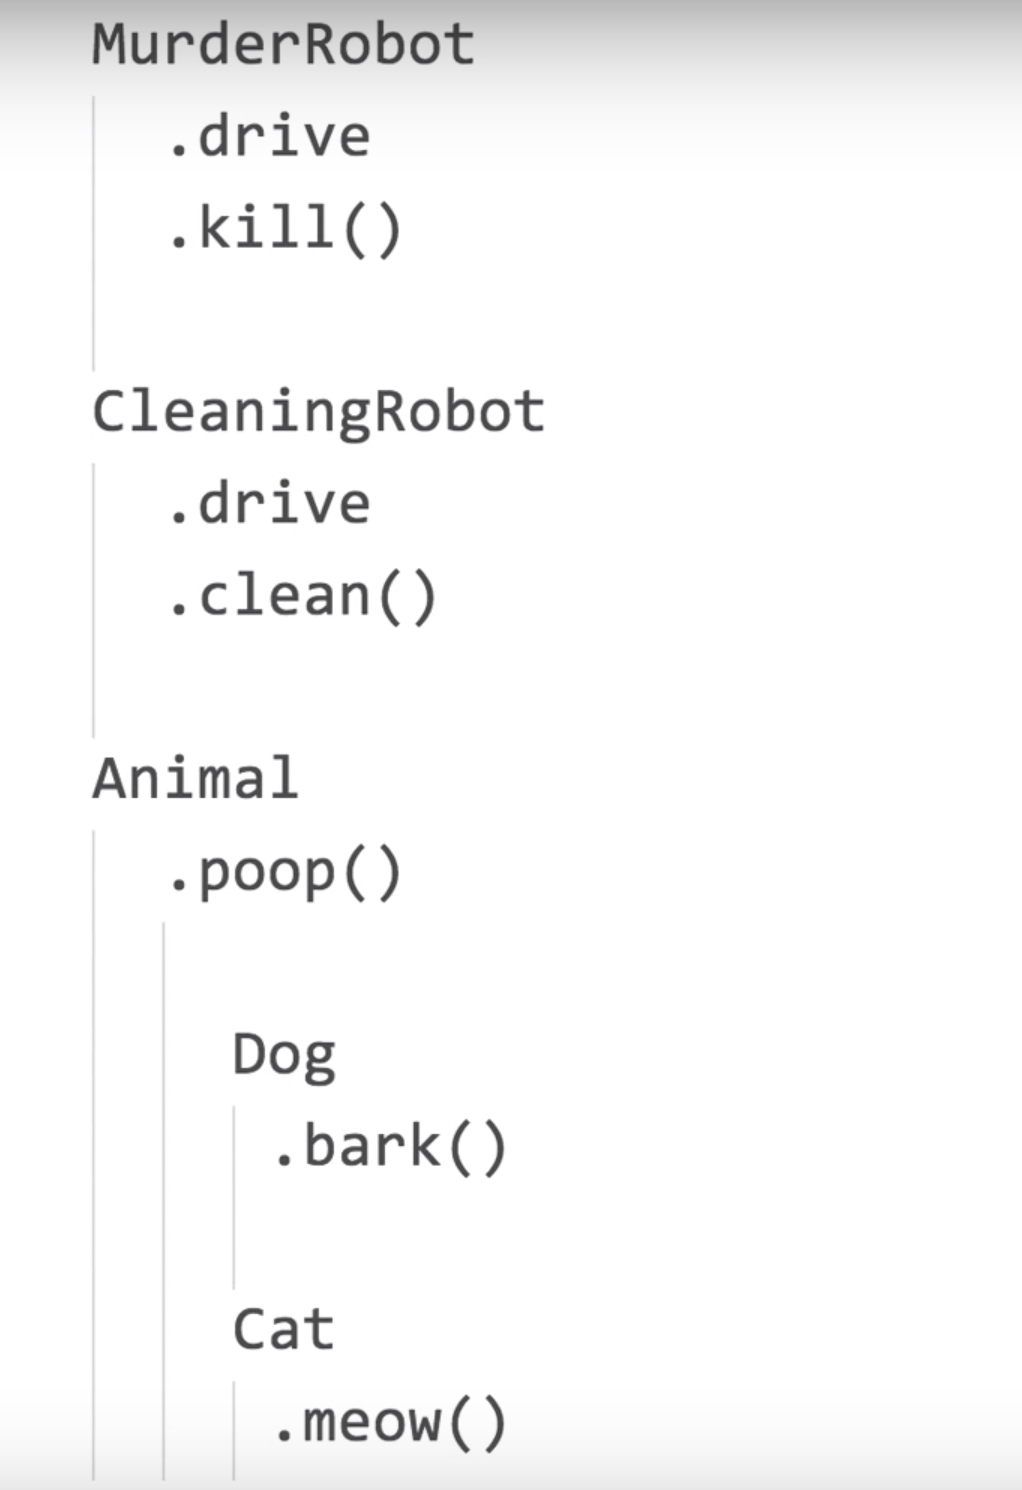 MurderRobot
.drive
.kill()
CleaningRobot
.drive
.clean()
Animal
.poop()
Dog
.bark()
Cat
.meow()